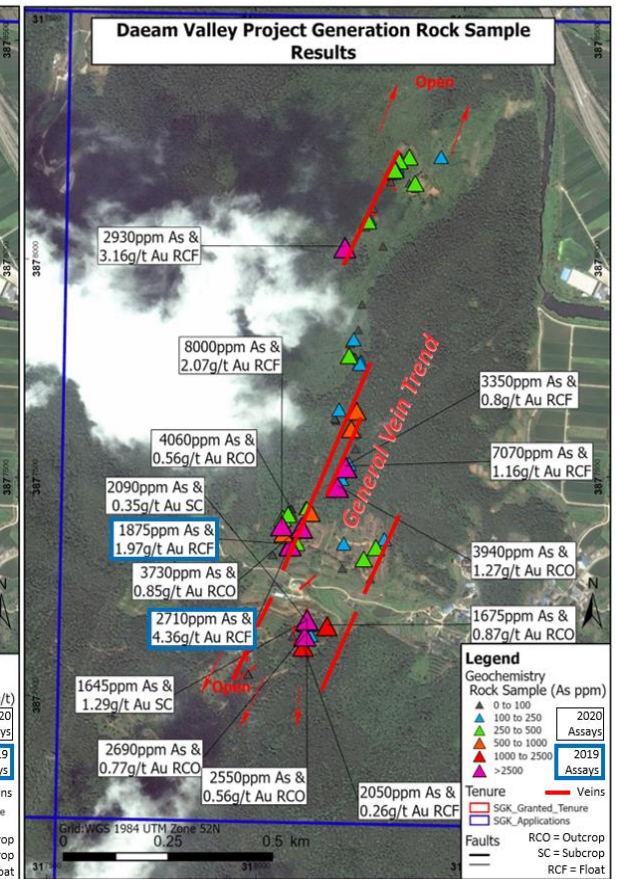 Daeam Valley Project Generation Rock Sample
Results
Open
2930ppm As &
3.16g/t Au RCF
8000ppm As &
2.07g/t Au RCF
General Vein Trend
3350ppm As &
0.8g/t Au RCF
4060ppm As &
0.56g/t Au RCO
7070ppm As &
1.16g/t Au RCF
2090ppm As &
0.35g/t Au SC
1875ppm As &
1.97g/t Au RCF
3940ppm As &
1.27g/t Au RCO
3730ppm As &
0.85g/t Au RCO
2710ppm As &
4.36g/t Au RCF
1675ppm As &
0.87g/t Au RCO
1645ppm As &
1.29g/t Au SC
Open
2690ppm As &
0.77g/t Au RCO
2550ppm As &
0.56g/t Au RCO
2050ppm As &
0.26g/t Au RCF
N
Legend
Geochemistry
Rock Sample (As ppm)
0 to 100
100 to 250
250 to 500
500 to 1000
1000 to 2500
>2500
2020
Assays
2019
Assays
Tenure
Veins
SGK_Granted_Tenure
SGK_Applications
Faults
RCO = Outcrop
SC = Subcrop
RCF = Float
Grid:WGS 1984 UTM Zone 52N
0
0.25
0.5 km